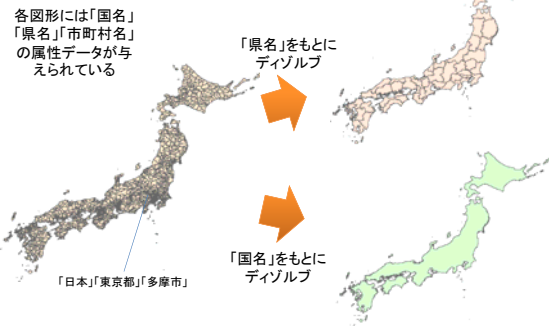 各図形には「国名」
「県名」「市町村名」
の属性データが与
えられている
「県名」をもとに
ディゾルブ
「国名」をもとに
ディゾルブ
「日本」「東京都」「多摩市」